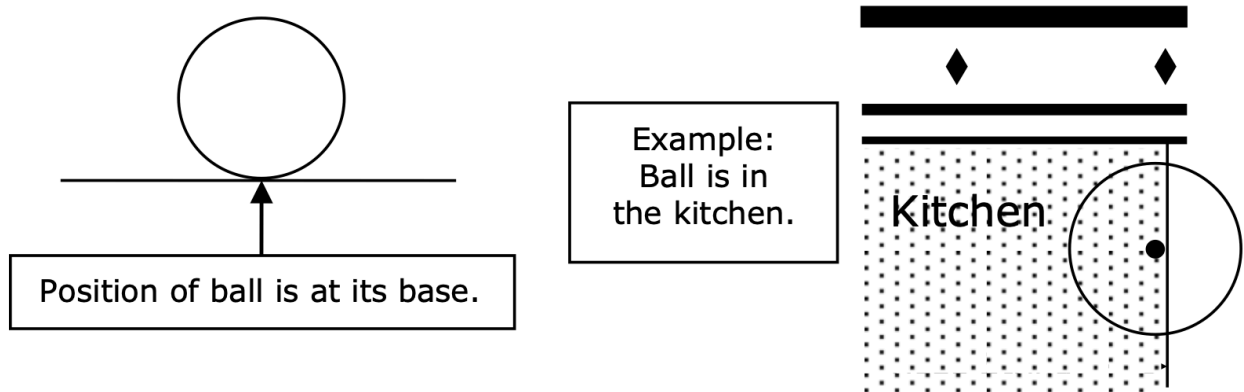 Position of ball is at its base.
Example:
Ball is in
the kitchen.
Kitchen